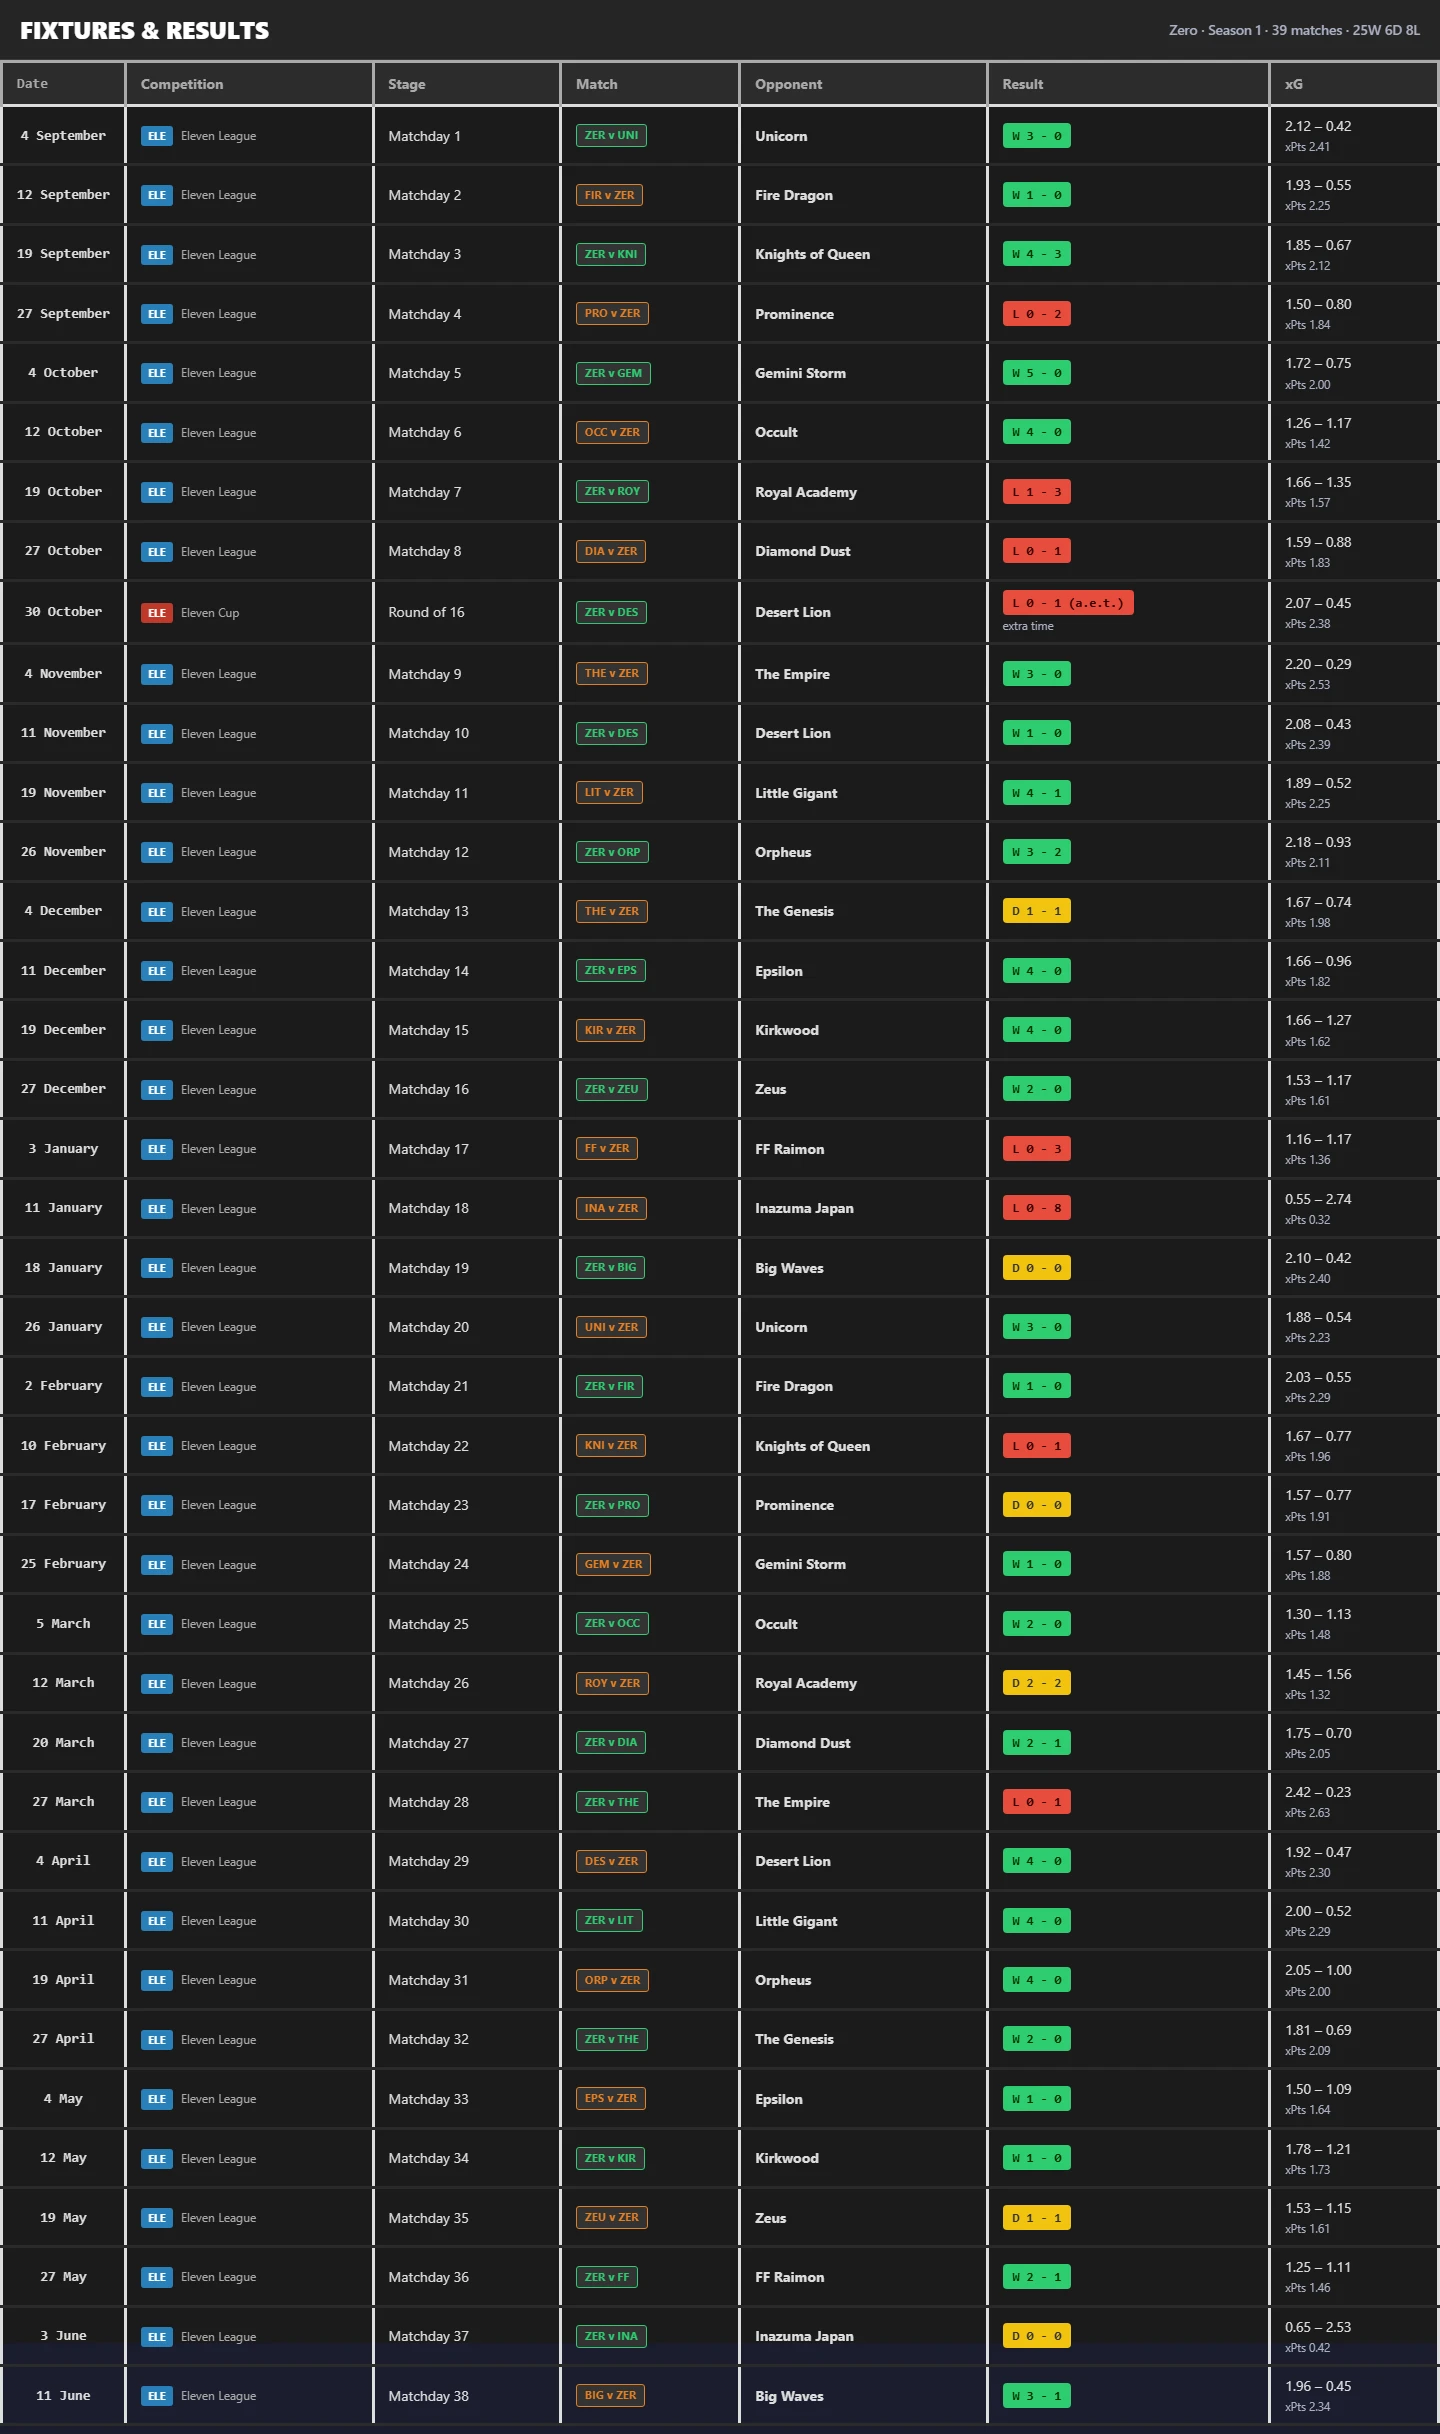 FIXTURES & RESULTS
Zero · Season 1 · 39 matches · 25W 6D 8L
Date Competition Stage Match Opponent Result xG
4 September ELE Eleven League Matchday 1 ZER v UNI Unicorn W 3 - 0 2.12 – 0.42
xPts 2.41
12 September ELE Eleven League Matchday 2 FIR v ZER Fire Dragon W 1 - 0 1.93 – 0.55
xPts 2.25
19 September ELE Eleven League Matchday 3 ZER v KNI Knights of Queen W 4 - 3 1.85 – 0.67
xPts 2.12
27 September ELE Eleven League Matchday 4 PRO v ZER Prominence L 0 - 2 1.50 – 0.80
xPts 1.84
4 October ELE Eleven League Matchday 5 ZER v GEM Gemini Storm W 5 - 0 1.72 – 0.75
xPts 2.00
12 October ELE Eleven League Matchday 6 OCC v ZER Occult W 4 - 0 1.26 – 1.17
xPts 1.42
19 October ELE Eleven League Matchday 7 ZER v ROY Royal Academy L 1 - 3 1.66 – 1.35
xPts 1.57
27 October ELE Eleven League Matchday 8 DIA v ZER Diamond Dust L 0 - 1 1.59 – 0.88
xPts 1.83
30 October ELE Eleven Cup Round of 16 ZER v DES Desert Lion L 0 - 1 (a.e.t.) 2.07 – 0.45
extra time xPts 2.38
4 November ELE Eleven League Matchday 9 THE v ZER The Empire W 3 - 0 2.20 – 0.29
xPts 2.53
11 November ELE Eleven League Matchday 10 ZER v DES Desert Lion W 1 - 0 2.08 – 0.43
xPts 2.39
19 November ELE Eleven League Matchday 11 LIT v ZER Little Gigant W 4 - 1 1.89 – 0.52
xPts 2.25
26 November ELE Eleven League Matchday 12 ZER v ORP Orpheus W 3 - 2 2.18 – 0.93
xPts 2.11
4 December ELE Eleven League Matchday 13 THE v ZER The Genesis D 1 - 1 1.67 – 0.74
xPts 1.98
11 December ELE Eleven League Matchday 14 ZER v EPS Epsilon W 4 - 0 1.66 – 0.96
xPts 1.82
19 December ELE Eleven League Matchday 15 KIR v ZER Kirkwood W 4 - 0 1.66 – 1.27
xPts 1.62
27 December ELE Eleven League Matchday 16 ZER v ZEU Zeus W 2 - 0 1.53 – 1.17
xPts 1.61
3 January ELE Eleven League Matchday 17 FF v ZER FF Raimon L 0 - 3 1.16 – 1.17
xPts 1.36
11 January ELE Eleven League Matchday 18 INA v ZER Inazuma Japan L 0 - 8 0.55 – 2.74
xPts 0.32
18 January ELE Eleven League Matchday 19 ZER v BIG Big Waves D 0 - 0 2.10 – 0.42
xPts 2.40
26 January ELE Eleven League Matchday 20 UNI v ZER Unicorn W 3 - 0 1.88 – 0.54
xPts 2.23
2 February ELE Eleven League Matchday 21 ZER v FIR Fire Dragon W 1 - 0 2.03 – 0.55
xPts 2.29
10 February ELE Eleven League Matchday 22 KNI v ZER Knights of Queen L 0 - 1 1.67 – 0.77
xPts 1.96
17 February ELE Eleven League Matchday 23 ZER v PRO Prominence D 0 - 0 1.57 – 0.77
xPts 1.91
25 February ELE Eleven League Matchday 24 GEM v ZER Gemini Storm W 1 - 0 1.57 – 0.80
xPts 1.88
5 March ELE Eleven League Matchday 25 ZER v OCC Occult W 2 - 0 1.30 – 1.13
xPts 1.48
12 March ELE Eleven League Matchday 26 ROY v ZER Royal Academy D 2 - 2 1.45 – 1.56
xPts 1.32
20 March ELE Eleven League Matchday 27 ZER v DIA Diamond Dust W 2 - 1 1.75 – 0.70
xPts 2.05
27 March ELE Eleven League Matchday 28 ZER v THE The Empire L 0 - 1 2.42 – 0.23
xPts 2.63
4 April ELE Eleven League Matchday 29 DES v ZER Desert Lion W 4 - 0 1.92 – 0.47
xPts 2.30
11 April ELE Eleven League Matchday 30 ZER v LIT Little Gigant W 4 - 0 2.00 – 0.52
xPts 2.29
19 April ELE Eleven League Matchday 31 ORP v ZER Orpheus W 4 - 0 2.05 – 1.00
xPts 2.00
27 April ELE Eleven League Matchday 32 ZER v THE The Genesis W 2 - 0 1.81 – 0.69
xPts 2.09
4 May ELE Eleven League Matchday 33 EPS v ZER Epsilon W 1 - 0 1.50 – 1.09
xPts 1.64
12 May ELE Eleven League Matchday 34 ZER v KIR Kirkwood W 1 - 0 1.78 – 1.21
xPts 1.73
19 May ELE Eleven League Matchday 35 ZEU v ZER Zeus D 1 - 1 1.53 – 1.15
xPts 1.61
27 May ELE Eleven League Matchday 36 ZER v FF FF Raimon W 2 - 1 1.25 – 1.11
xPts 1.46
3 June ELE Eleven League Matchday 37 ZER v INA Inazuma Japan D 0 - 0 0.65 – 2.53
xPts 0.42
11 June ELE Eleven League Matchday 38 BIG v ZER Big Waves W 3 - 1 1.96 – 0.45
xPts 2.34